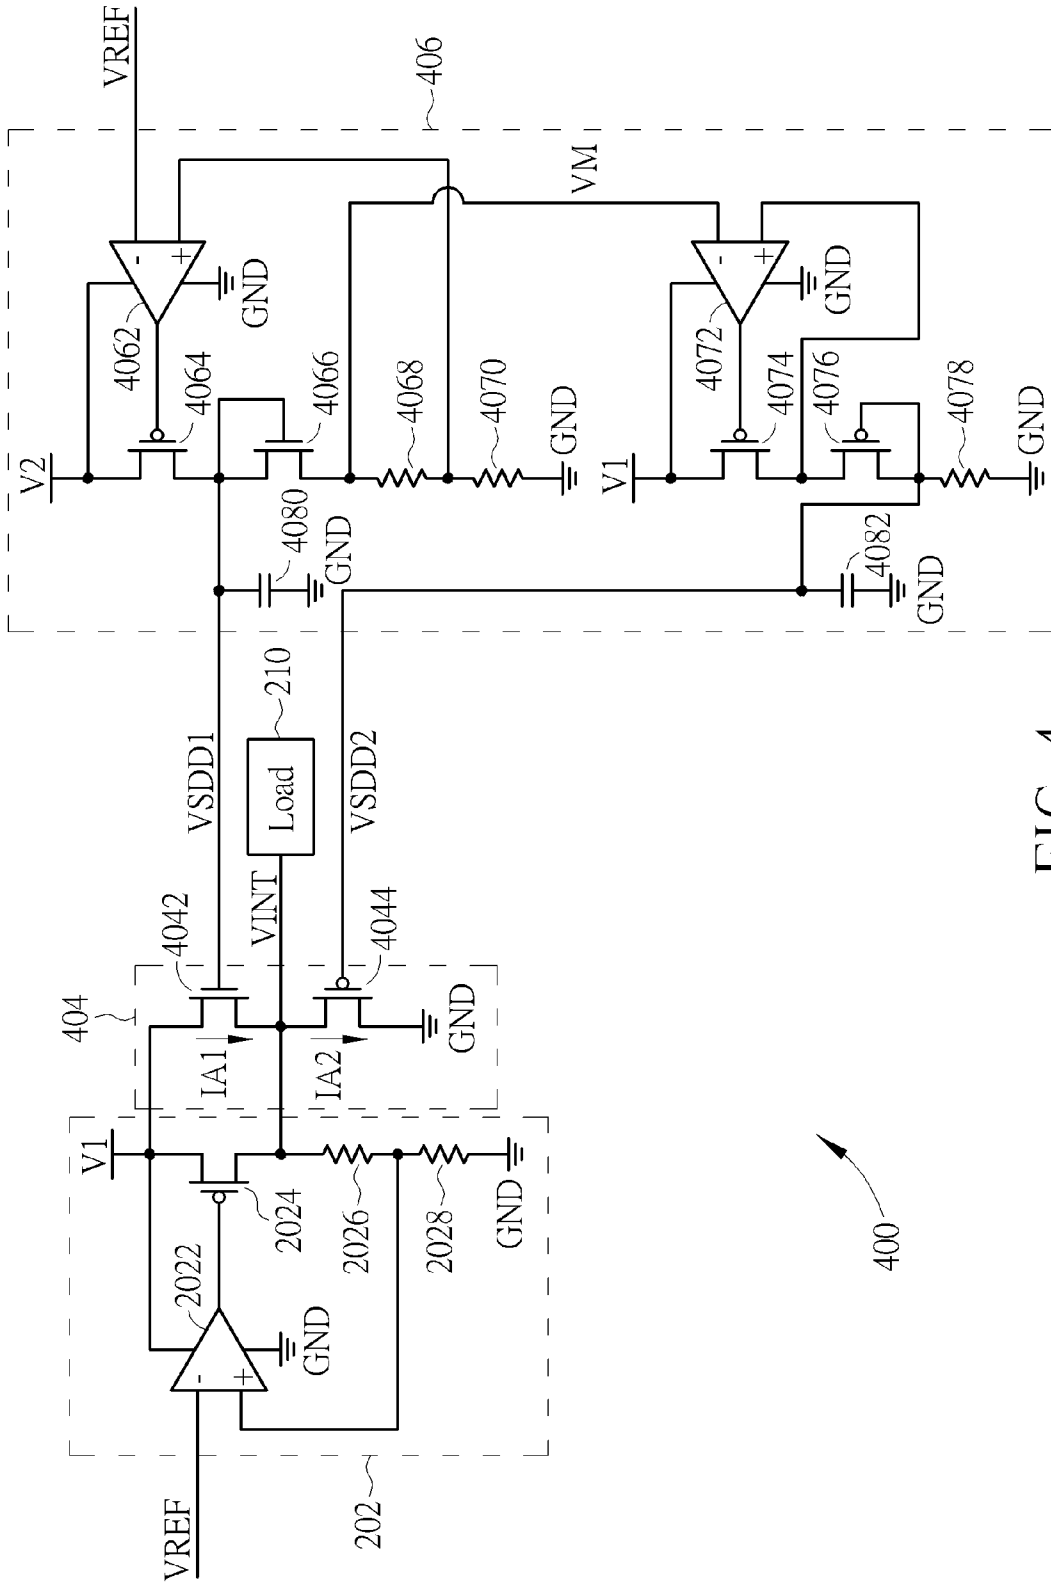 VREF
202
2022
-
+
GND
V1
2024
2026
2028
GND
404
4042
IA1
IA2
4044
GND
VINT
Load
210
VSDD1
VSDD2
406
V2
VREF
4062
-
+
GND
4064
4066
4068
4070
GND
4080
GND
VM
V1
4072
-
+
GND
4074
4076
4078
GND
4082
GND
400
FIG. 4